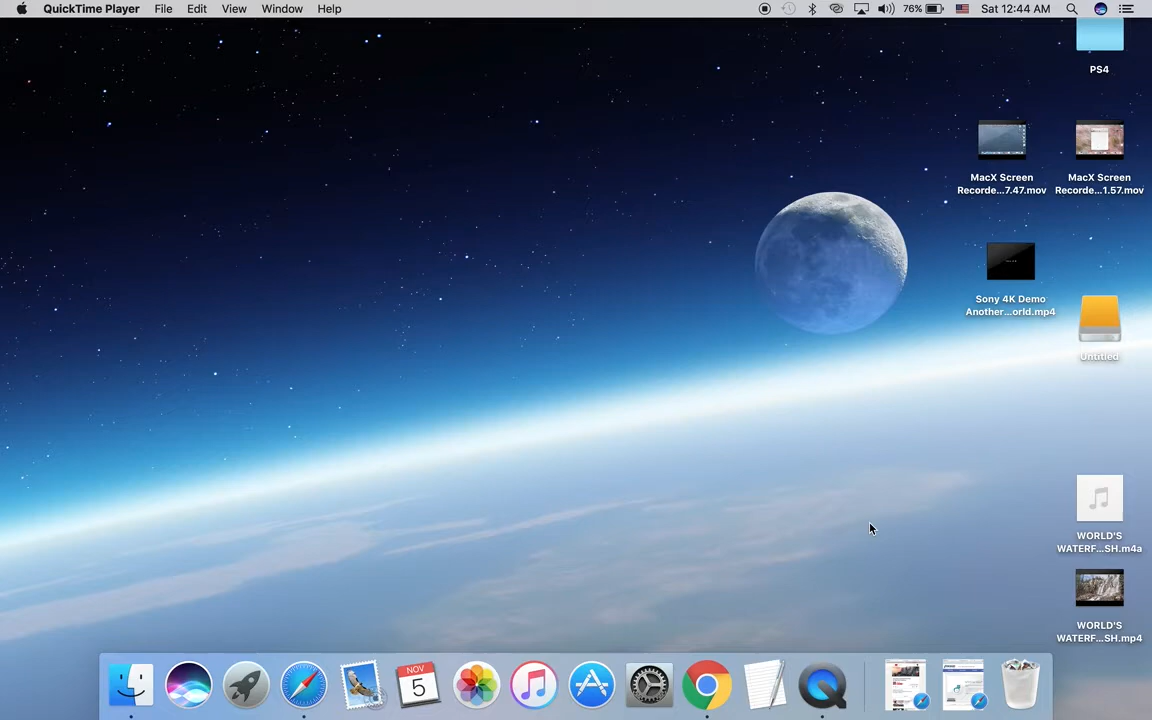 QuickTime Player File Edit View Window Help 76% Sat 12:44 AM
PS4
MacX Screen
Recorde...7.47.mov
MacX Screen
Recorde...1.57.mov
Sony 4K Demo
Another...orld.mp4
Untitled
WORLD'S
WATERF...SH.m4a
WORLD'S
WATERF...SH.mp4
NOV
5